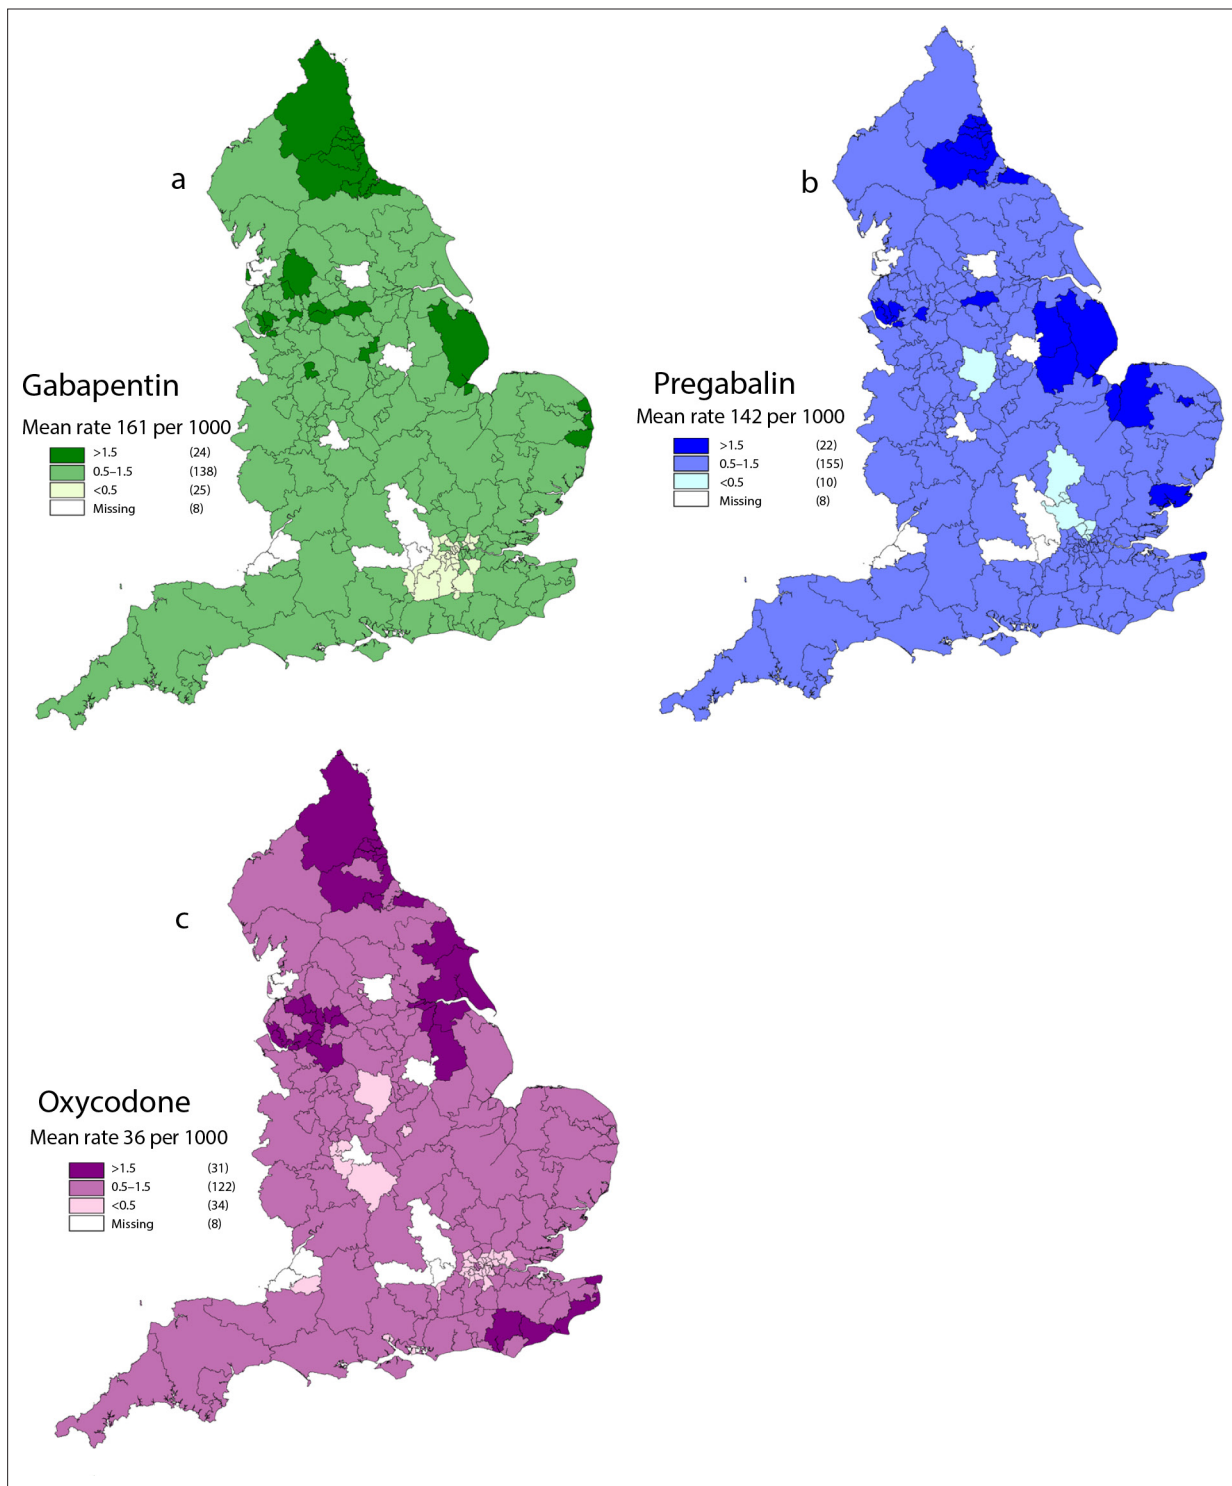 a
Gabapentin
Mean rate 161 per 1000
>1.5 (24)
0.5–1.5 (138)
<0.5 (25)
Missing (8)
b
Pregabalin
Mean rate 142 per 1000
>1.5 (22)
0.5–1.5 (155)
<0.5 (10)
Missing (8)
c
Oxycodone
Mean rate 36 per 1000
>1.5 (31)
0.5–1.5 (122)
<0.5 (34)
Missing (8)